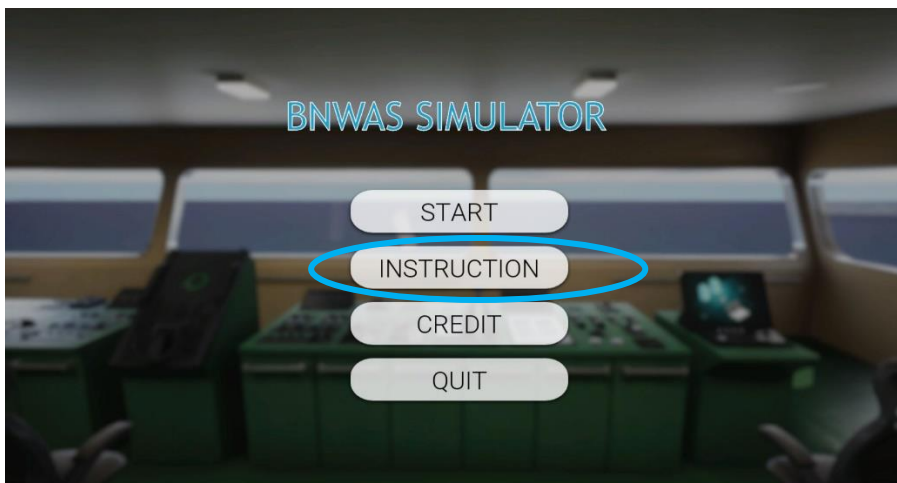 BNWAS SIMULATOR
START
INSTRUCTION
CREDIT
QUIT